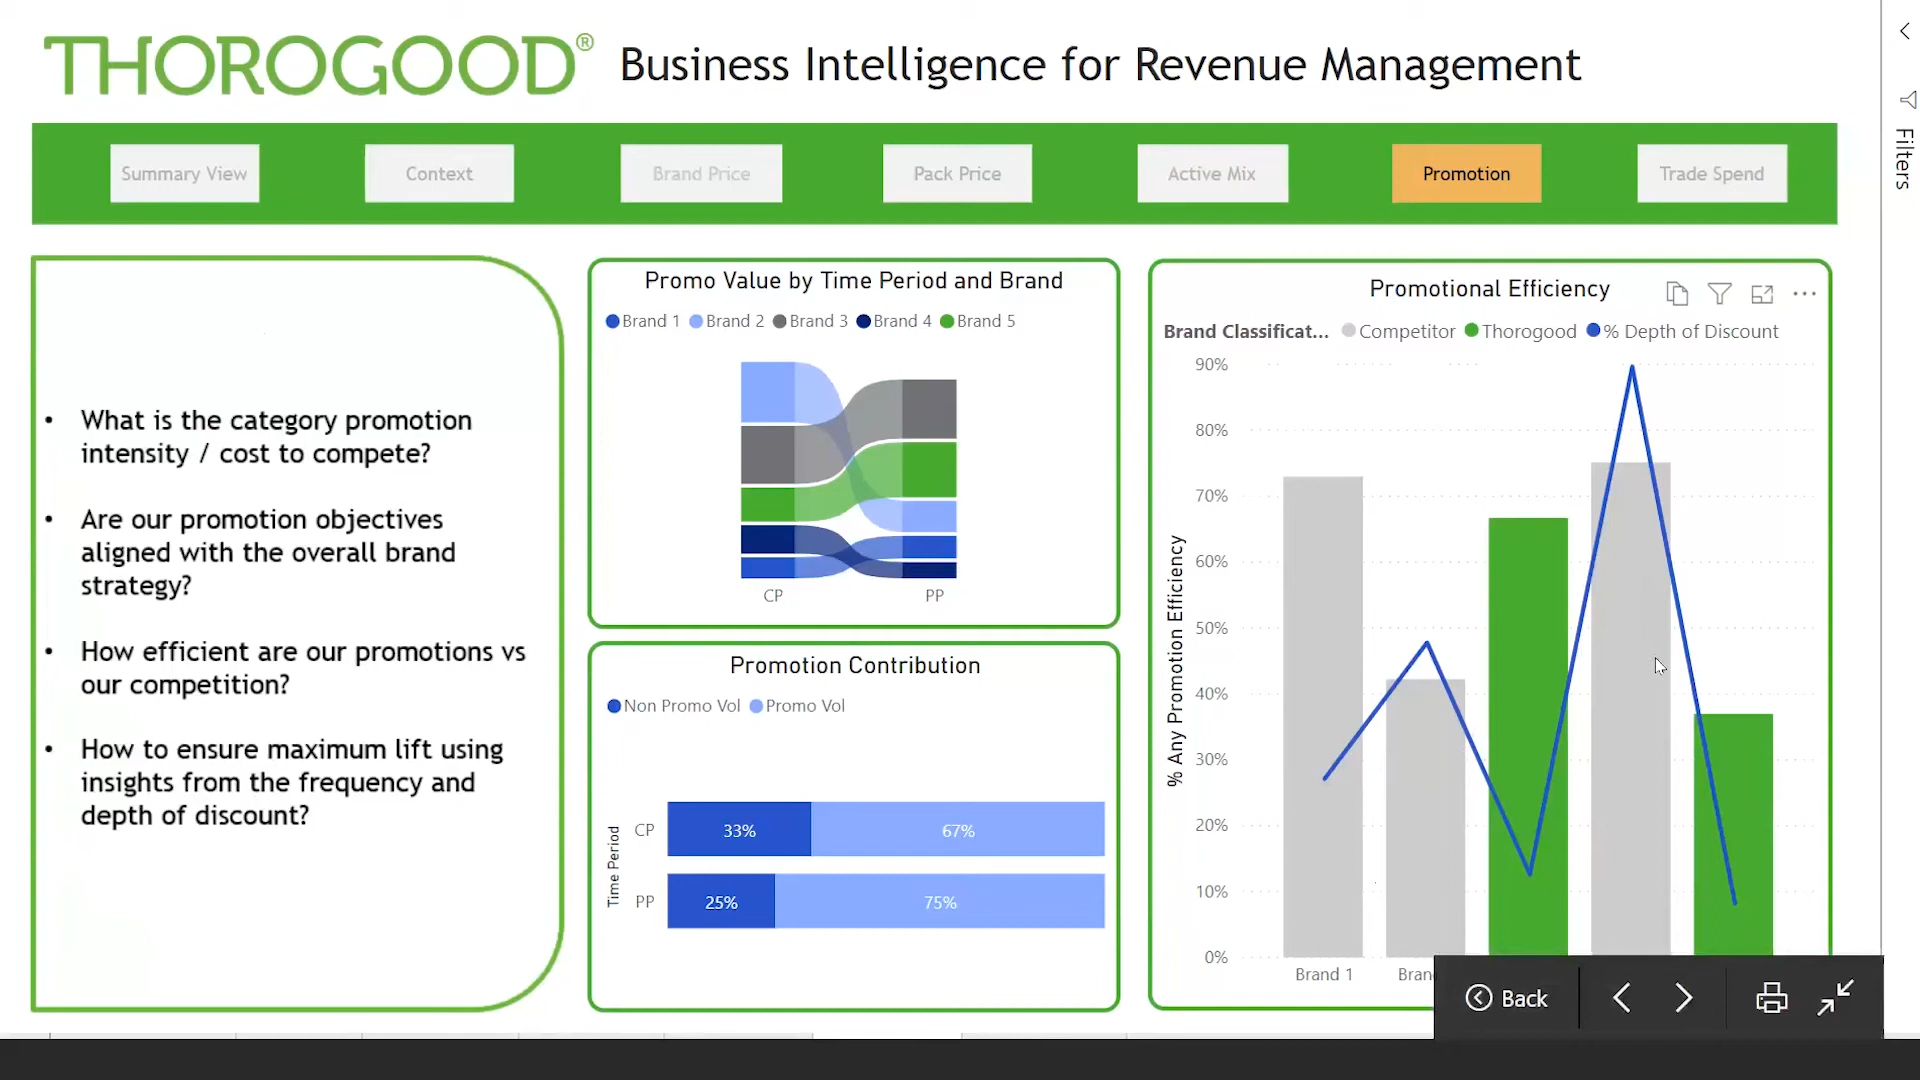 THOROGOOD®
Business Intelligence for Revenue Management
Filters
Summary View
Context
Brand Price
Pack Price
Active Mix
Promotion
Trade Spend
• What is the category promotion
intensity / cost to compete?
• Are our promotion objectives
aligned with the overall brand
strategy?
• How efficient are our promotions vs
our competition?
• How to ensure maximum lift using
insights from the frequency and
depth of discount?
Promo Value by Time Period and Brand
Brand 1 Brand 2 Brand 3 Brand 4 Brand 5
CP PP
Promotion Contribution
Non Promo Vol Promo Vol
Time Period
CP 33% 67%
PP 25% 75%
Promotional Efficiency
Brand Classificat... Competitor Thorogood % Depth of Discount
% Any Promotion Efficiency
90%
80%
70%
60%
50%
40%
30%
20%
10%
0%
Brand 1
Back